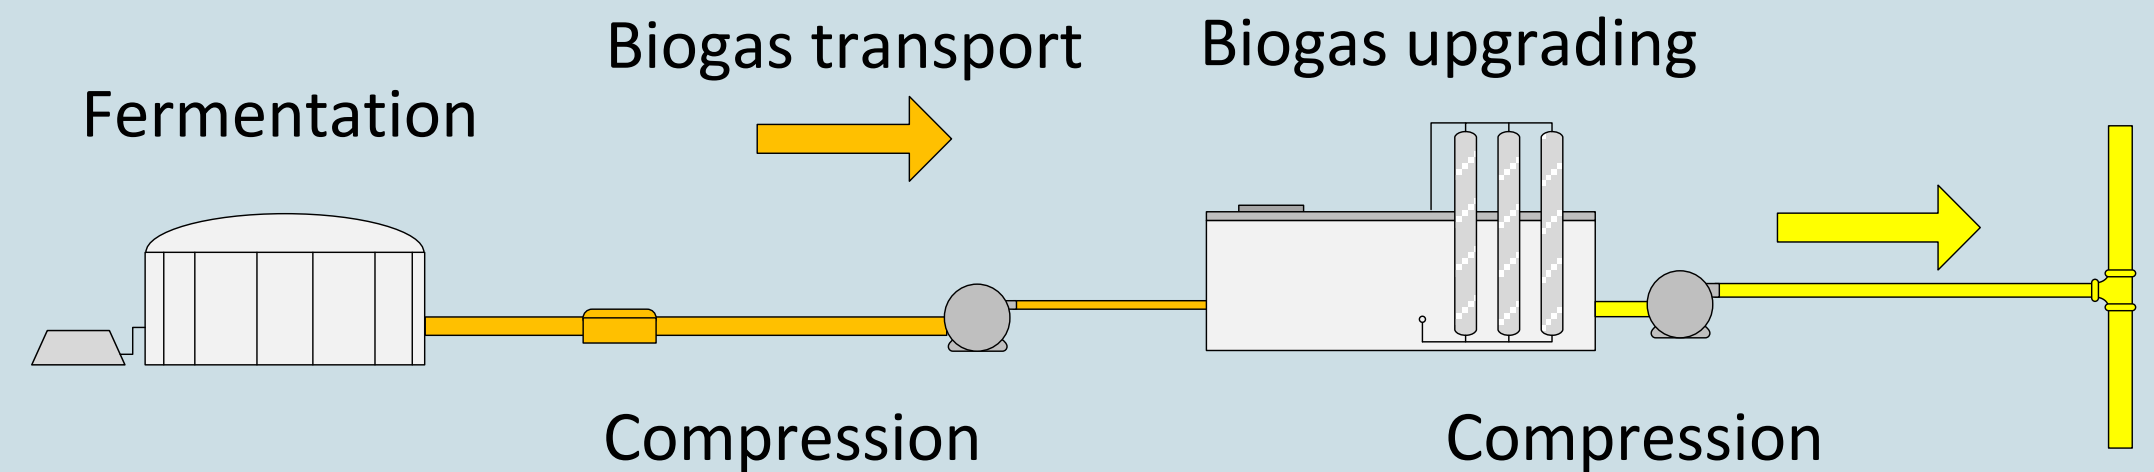 Fermentation
Biogas transport
Biogas upgrading
Compression
Compression